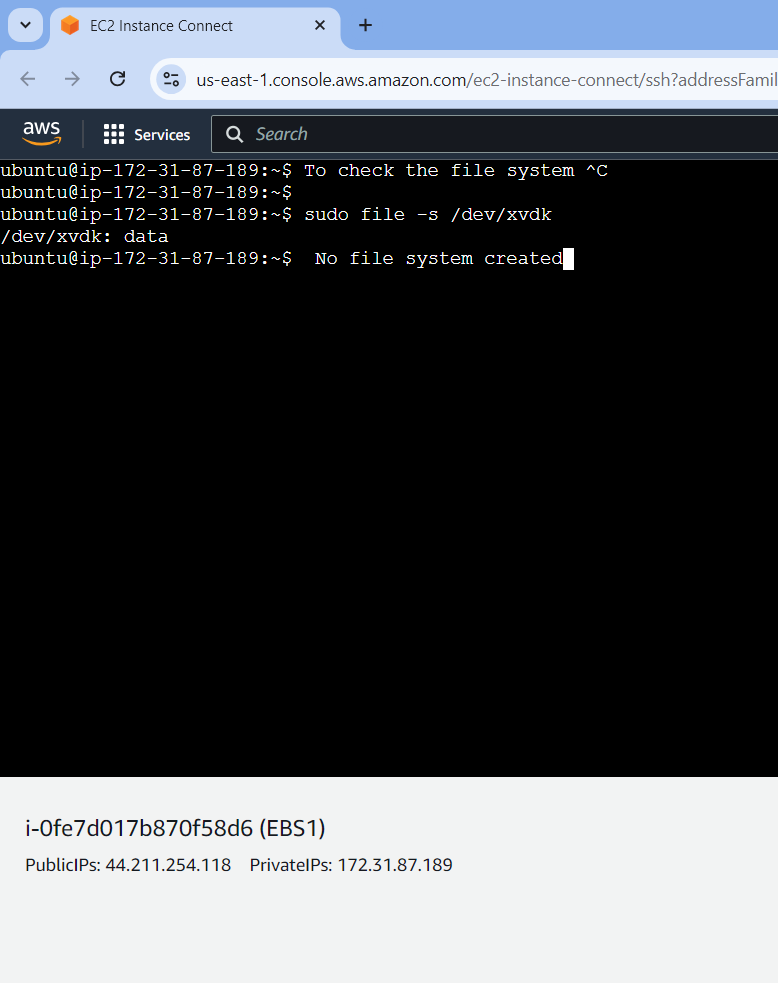 EC2 Instance Connect
us-east-1.console.aws.amazon.com/ec2-instance-connect/ssh?addressFamil
aws Services Search
ubuntu@ip-172-31-87-189:~$ To check the file system ^C
ubuntu@ip-172-31-87-189:~$
ubuntu@ip-172-31-87-189:~$ sudo file -s /dev/xvdk
/dev/xvdk: data
ubuntu@ip-172-31-87-189:~$  No file system created
i-0fe7d017b870f58d6 (EBS1)
PublicIPs: 44.211.254.118 PrivateIPs: 172.31.87.189